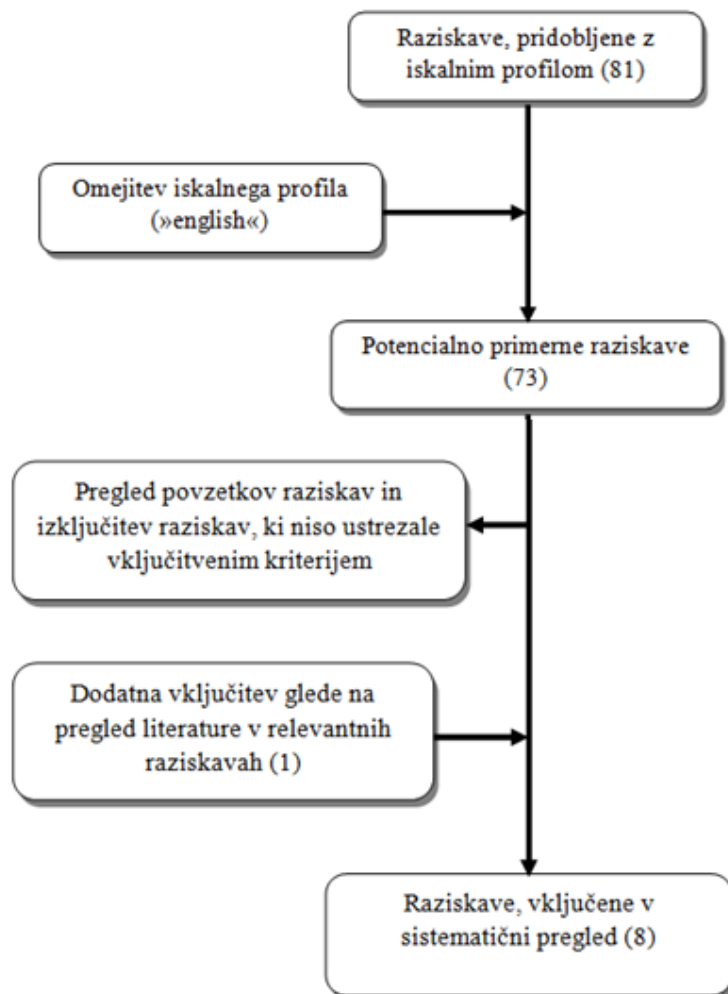 Raziskave, pridobljene z
iskalnim profilom (81)
Omejitev iskalnega profila
(»english«)
Potencialno primerne raziskave
(73)
Pregled povzetkov raziskav in
izključitev raziskav, ki niso ustrezale
vključitvenim kriterijem
Dodatna vključitev glede na
pregled literature v relevantnih
raziskavah (1)
Raziskave, vključene v
sistematični pregled (8)